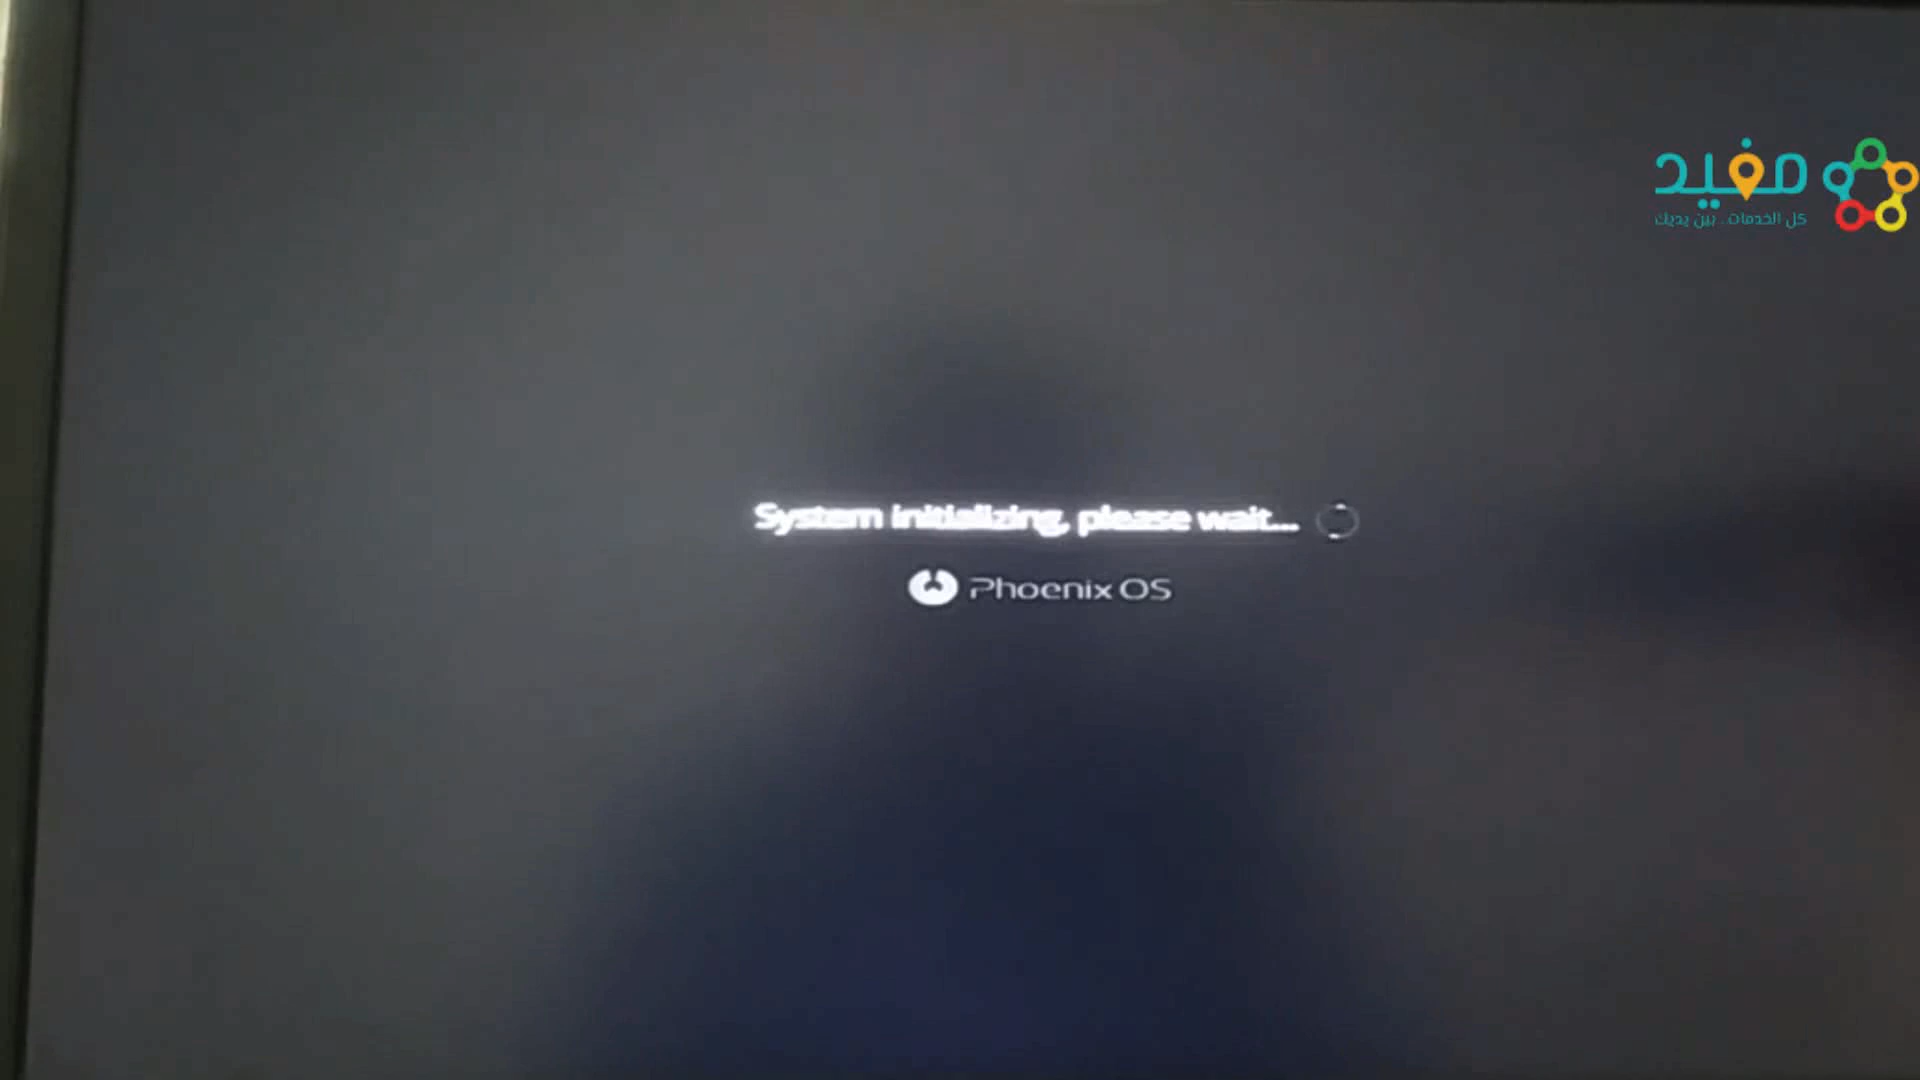 مفيد
كل الخدمات.. بين يديك
System initializing, please wait...
Phoenix OS